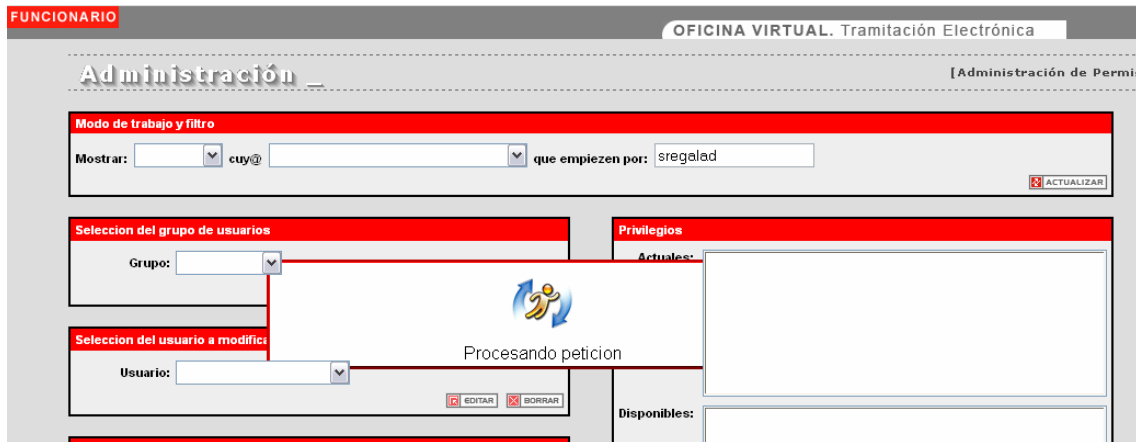 FUNCIONARIO
OFICINA VIRTUAL. Tramitación Electrónica
Administración _
[Administración de Permis
Modo de trabajo y filtro
Mostrar: cuy@ que empiezen por: sregalad
ACTUALIZAR
Seleccion del grupo de usuarios
Grupo:
Privilegios
Actuales:
Procesando peticion
Seleccion del usuario a modifica
Usuario:
EDITAR BORRAR
Disponibles: